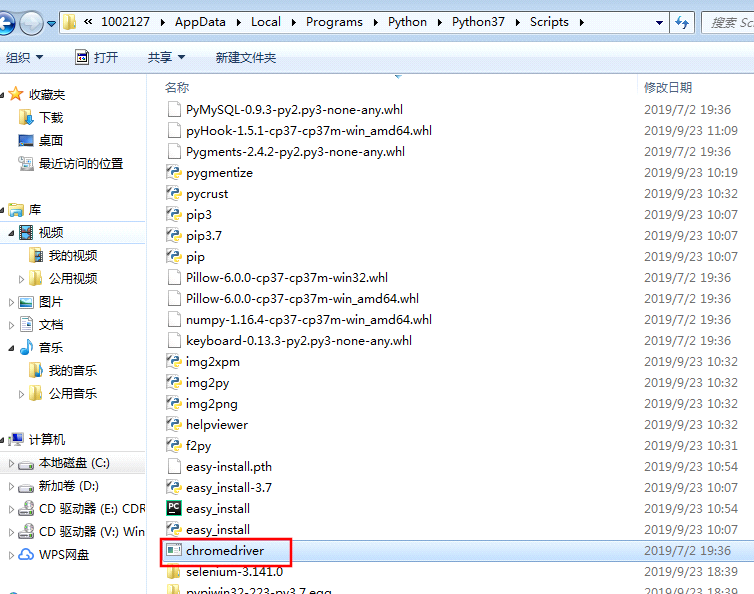 « 1002127 ▸ AppData ▸ Local ▸ Programs ▸ Python ▸ Python37 ▸ Scripts ▸ 搜索 Sc
组织 打开 共享 新建文件夹
名称 修改日期
收藏夹
下载
桌面
最近访问的位置
库
视频
我的视频
公用视频
图片
文档
音乐
我的音乐
公用音乐
计算机
本地磁盘 (C:)
新加卷 (D:)
CD 驱动器 (E:) CDR
CD 驱动器 (V:) Win
WPS网盘
PyMySQL-0.9.3-py2.py3-none-any.whl 2019/7/2 19:36
pyHook-1.5.1-cp37-cp37m-win_amd64.whl 2019/9/23 11:09
Pygments-2.4.2-py2.py3-none-any.whl 2019/7/2 19:36
pygmentize 2019/9/23 10:19
pycrust 2019/9/23 10:32
pip3 2019/9/23 10:07
pip3.7 2019/9/23 10:07
pip 2019/9/23 10:07
Pillow-6.0.0-cp37-cp37m-win32.whl 2019/7/2 19:36
Pillow-6.0.0-cp37-cp37m-win_amd64.whl 2019/7/2 19:36
numpy-1.16.4-cp37-cp37m-win_amd64.whl 2019/7/2 19:36
keyboard-0.13.3-py2.py3-none-any.whl 2019/7/2 19:36
img2xpm 2019/9/23 10:32
img2py 2019/9/23 10:32
img2png 2019/9/23 10:32
helpviewer 2019/9/23 10:32
f2py 2019/9/23 10:31
easy-install.pth 2019/9/23 10:54
easy_install-3.7 2019/9/23 10:07
easy_install 2019/9/23 10:54
easy_install 2019/9/23 10:07
chromedriver 2019/7/2 19:36
selenium-3.141.0 2019/9/23 18:39
pypiwin32-223-py3.7.egg 2019/9/23 18:39